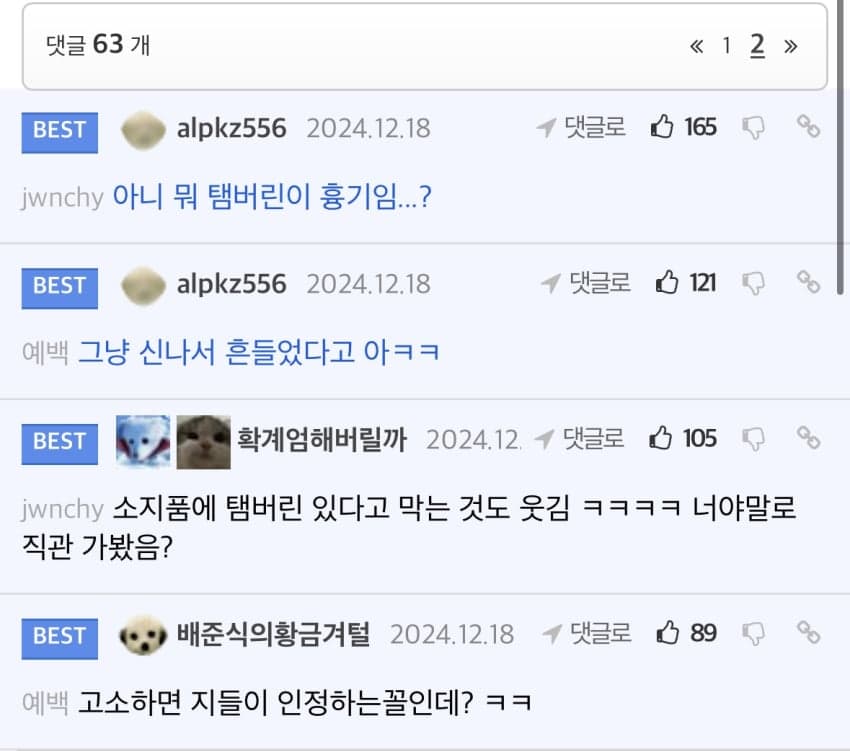 댓글 63 개 « 1 2 »
BEST alpkz556 2024.12.18 댓글로 165
jwnchy 아니 뭐 탬버린이 흉기임...?
BEST alpkz556 2024.12.18 댓글로 121
예백 그냥 신나서 흔들었다고 아ㅋㅋ
BEST 확계엄해버릴까 2024.12. 댓글로 105
jwnchy 소지품에 탬버린 있다고 막는 것도 웃김 ㅋㅋㅋㅋ 너야말로
직관 가봤음?
BEST 배준식의황금겨털 2024.12.18 댓글로 89
예백 고소하면 지들이 인정하는꼴인데? ㅋㅋ